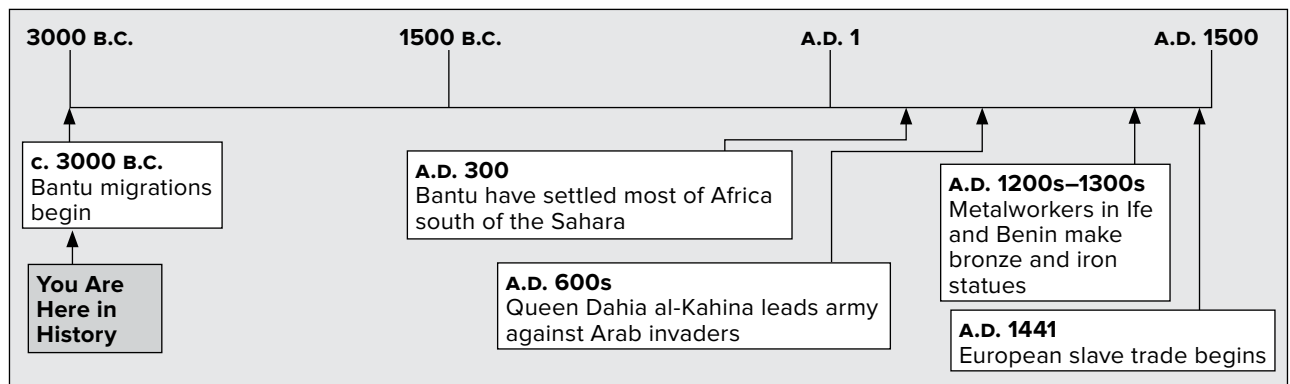 3000 B.C.
1500 B.C.
A.D. 1
A.D. 1500
C. 3000 B.C.
Bantu migrations
begin
You Are
Here in
History
A.D. 300
Bantu have settled most of Africa
south of the Sahara
A.D. 600s
Queen Dahia al-Kahina leads army
against Arab invaders
A.D. 1200s–1300s
Metalworkers in Ife
and Benin make
bronze and iron
statues
A.D. 1441
European slave trade begins